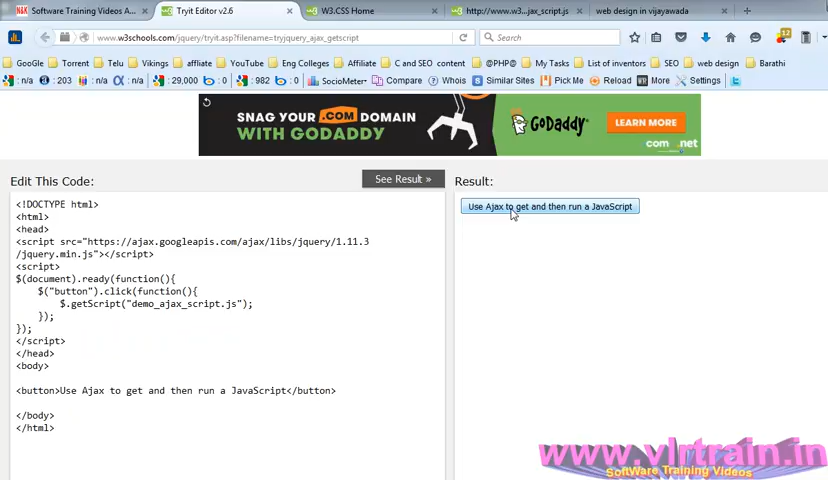 Software Training Videos A...
Tryit Editor v2.6
W3.CSS Home
http://www.w3...jax_script.js
web design in vijayawada
www.w3schools.com/jquery/tryit.asp?filename=tryjquery_ajax_getscript
Search
12
GooGle Torrent Telu Vikings YouTube Eng Colleges Affiliate C and SEO content @PHP@ My Tasks List of inventors SEO web design Barathi
: n/a : 203 : n/a : n/a : 29,000 : 0 : 982 : 0 SocioMeter Compare Whois Similar Sites Pick Me Reload More Settings
SNAG YOUR .COM DOMAIN
WITH GODADDY
GoDaddy
LEARN MORE
.com .net
Edit This Code:
See Result »
Result:
<!DOCTYPE html>
<html>
<head>
<script src="https://ajax.googleapis.com/ajax/libs/jquery/1.11.3
/jquery.min.js"></script>
<script>
$(document).ready(function(){
    $("button").click(function(){
        $.getScript("demo_ajax_script.js");
    });
});
</script>
</head>
<body>
<button>Use Ajax to get and then run a JavaScript</button>
</body>
</html>
Use Ajax to get and then run a JavaScript
www.vlrtrain.in
SoftWare Training Videos